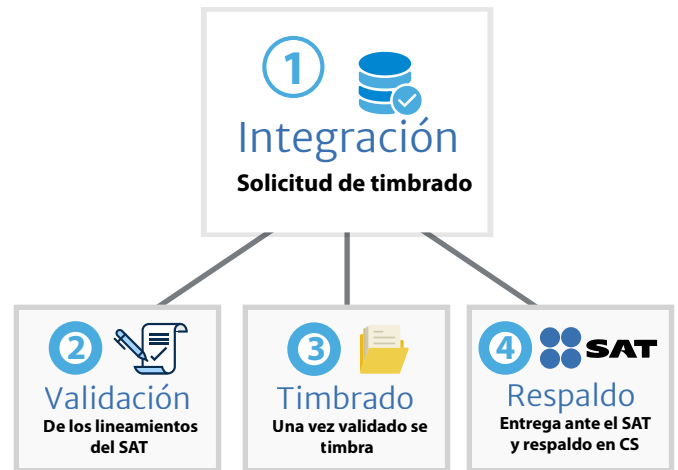 1
Integración
Solicitud de timbrado
2
Validación
De los lineamientos
del SAT
3
Timbrado
Una vez validado se
timbra
4
SAT
Respaldo
Entrega ante el SAT
y respaldo en CS